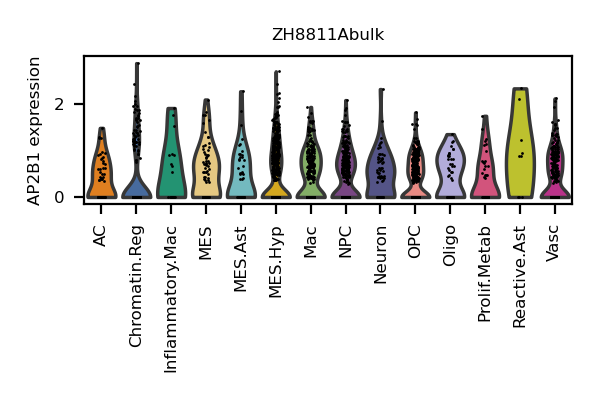 ZH8811Abulk
AP2B1 expression
2
0
AC
Chromatin.Reg
Inflammatory.Mac
MES
MES.Ast
MES.Hyp
Mac
NPC
Neuron
OPC
Oligo
Prolif.Metab
Reactive.Ast
Vasc